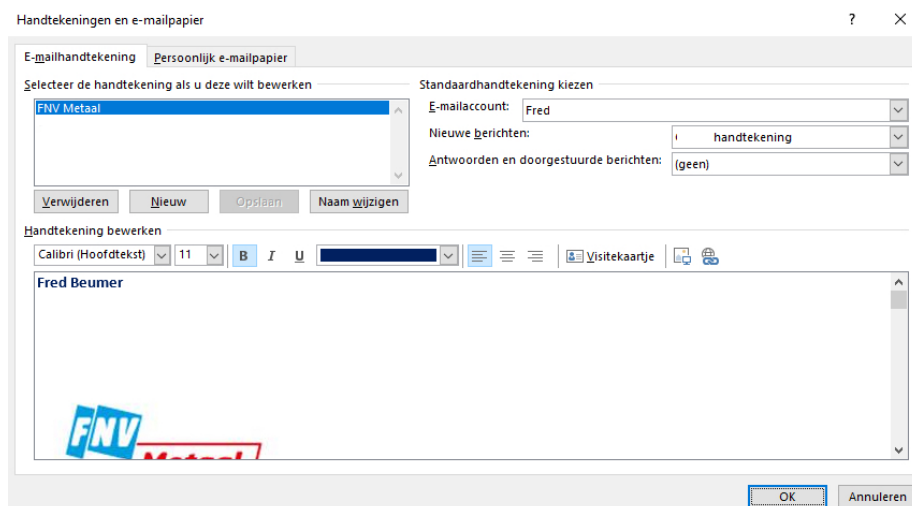 Handtekeningen en e-mailpapier ?
E-mailhandtekening Persoonlijk e-mailpapier
Selecteer de handtekening als u deze wilt bewerken
FNV Metaal
Verwijderen Nieuw Opslaan Naam wijzigen
Standaardhandtekening kiezen
E-mailaccount: Fred
Nieuwe berichten: handtekening
Antwoorden en doorgestuurde berichten: (geen)
Handtekening bewerken
Calibri (Hoofdtekst) 11 B I U Visitekaartje
Fred Beumer
FNV
Metaal
OK Annuleren